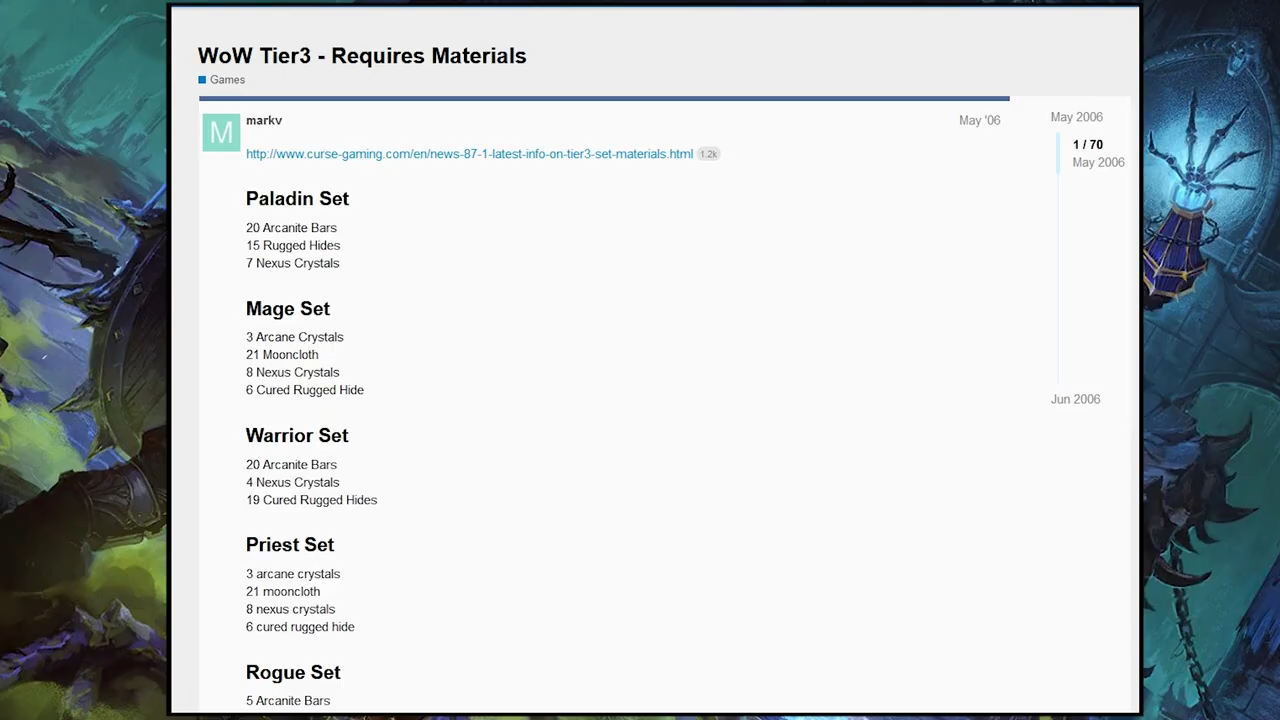 WoW Tier3 - Requires Materials
Games
M
markv
May '06
http://www.curse-gaming.com/en/news-87-1-latest-info-on-tier3-set-materials.html 1.2k
Paladin Set
20 Arcanite Bars
15 Rugged Hides
7 Nexus Crystals
Mage Set
3 Arcane Crystals
21 Mooncloth
8 Nexus Crystals
6 Cured Rugged Hide
Warrior Set
20 Arcanite Bars
4 Nexus Crystals
19 Cured Rugged Hides
Priest Set
3 arcane crystals
21 mooncloth
8 nexus crystals
6 cured rugged hide
Rogue Set
5 Arcanite Bars
May 2006
1 / 70
May 2006
Jun 2006